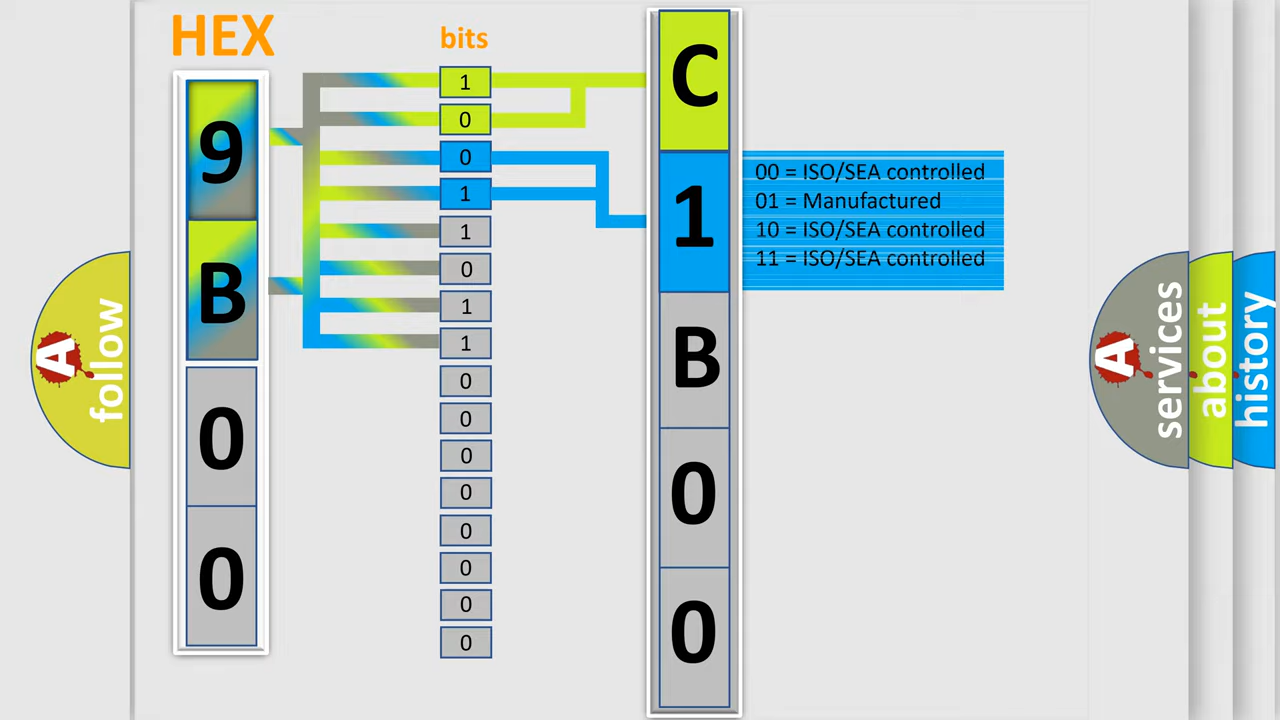 HEX
bits
9
B
0
0
1
0
0
1
1
0
1
1
0
0
0
0
0
0
0
0
C
1
B
0
0
00 = ISO/SEA controlled
01 = Manufactured
10 = ISO/SEA controlled
11 = ISO/SEA controlled
A
follow
A
services
about
history